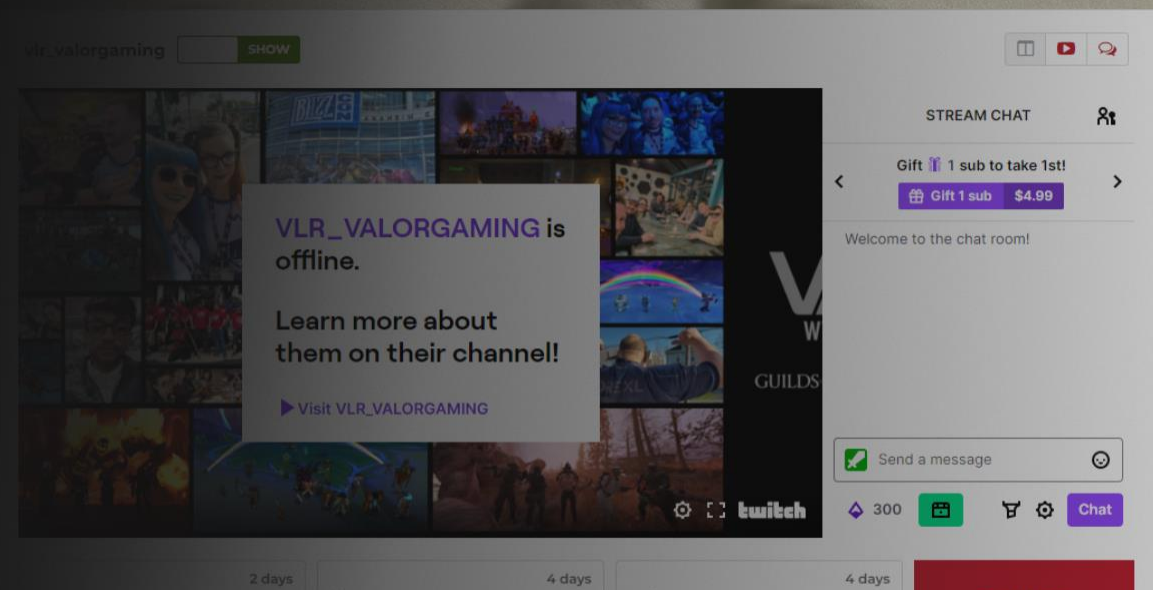 vlr_valorgaming
SHOW
STREAM CHAT
Gift 1 sub to take 1st!
Gift 1 sub $4.99
Welcome to the chat room!
BLIZZ
CON
VLR_VALORGAMING is
offline.
Learn more about
them on their channel!
Visit VLR_VALORGAMING
GUILDS
twitch
Send a message
300
Chat
2 days
4 days
4 days